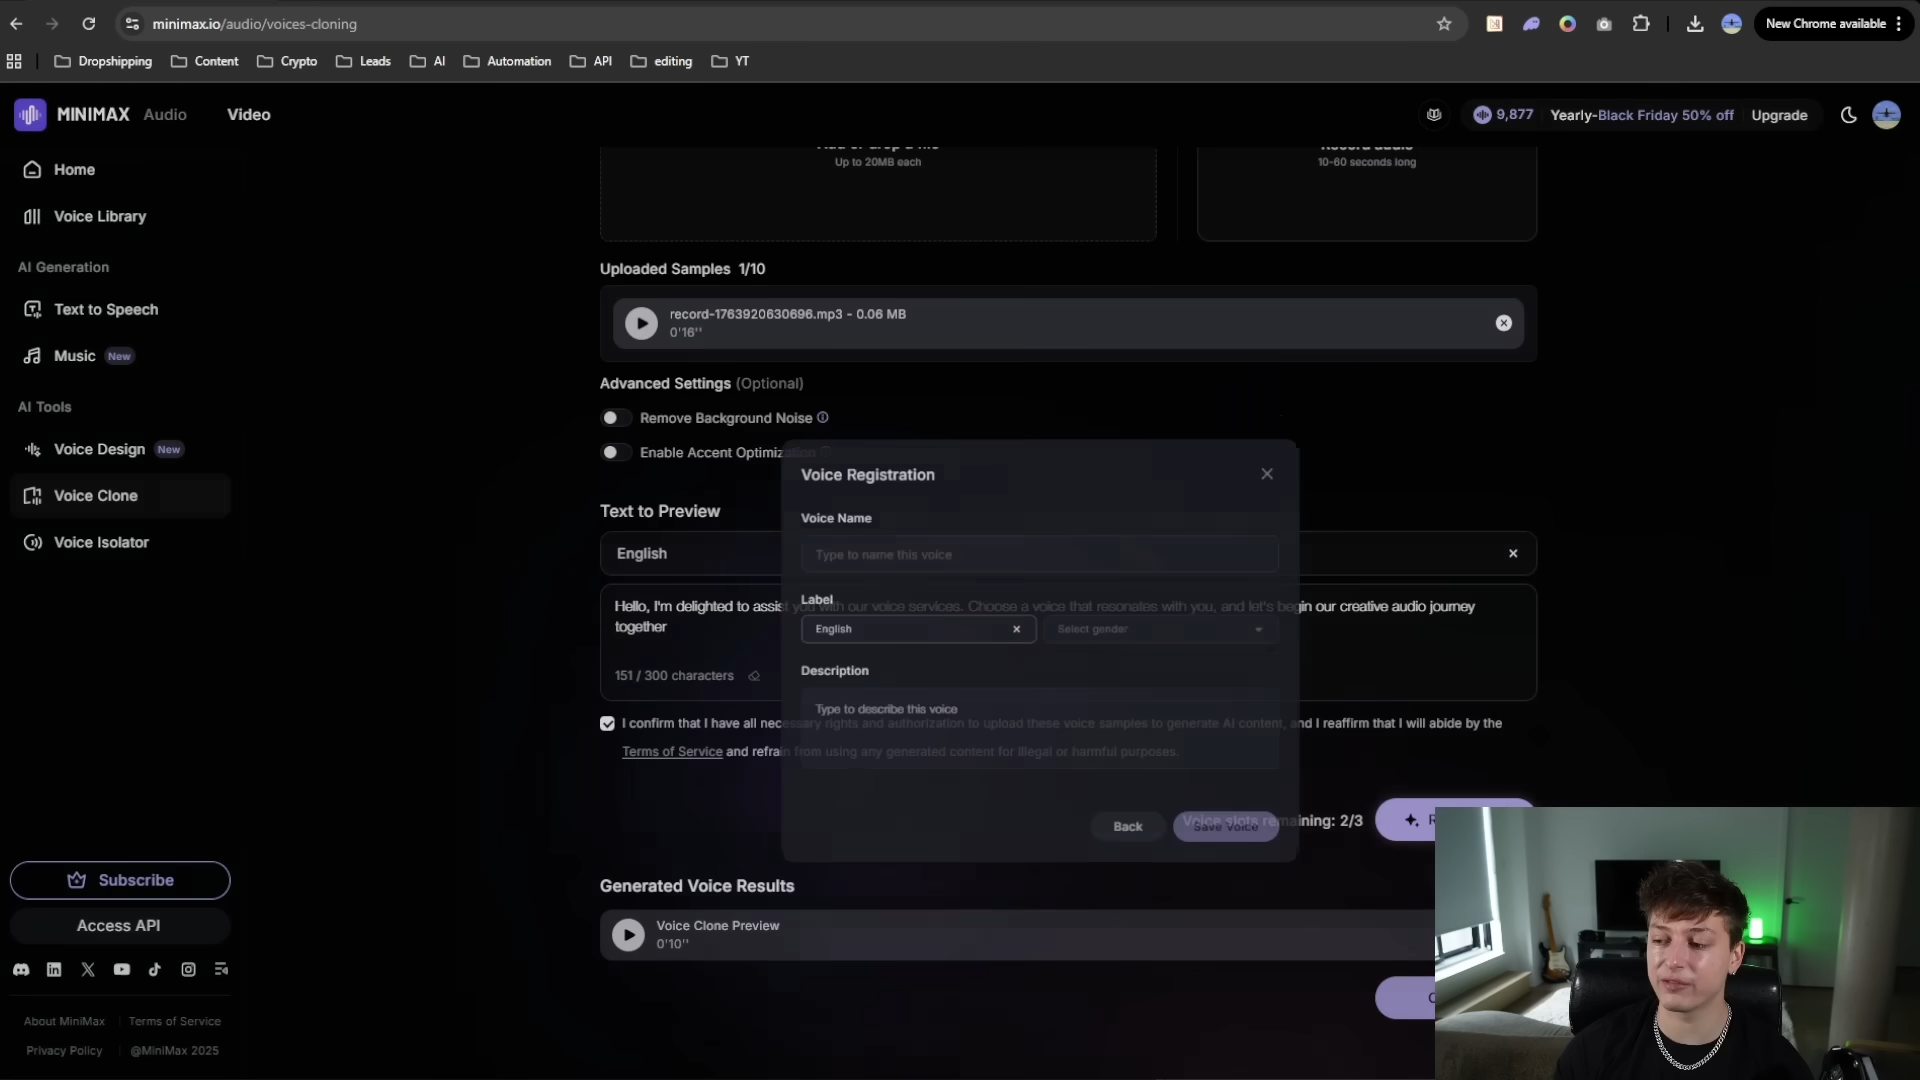 minimax.io/audio/voices-cloning
New Chrome available
Dropshipping
Content
Crypto
Leads
AI
Automation
API
editing
YT
MINIMAX Audio
Video
9,877
Yearly-Black Friday 50% off
Upgrade
Home
Voice Library
AI Generation
Text to Speech
Music New
AI Tools
Voice Design New
Voice Clone
Voice Isolator
Subscribe
Access API
About MiniMax
Terms of Service
Privacy Policy
@MiniMax 2025
Up to 20MB each
Record audio
10-60 seconds long
Uploaded Samples 1/10
record-1763920630696.mp3 - 0.06 MB
0'16''
Advanced Settings (Optional)
Remove Background Noise
Enable Accent Optimization
Text to Preview
English
Hello, I'm delighted to assist you with our voice services. Choose a voice that resonates with you, and let's begin our creative audio journey
together
151 / 300 characters
I confirm that I have all necessary rights and authorization to upload these voice samples to generate AI content, and I reaffirm that I will abide by the
Terms of Service and refrain from using any generated content for illegal or harmful purposes.
Voice slots remaining: 2/3
Generated Voice Results
Voice Clone Preview
0'10''
Voice Registration
Voice Name
Type to name this voice
Label
English
Select gender
Description
Type to describe this voice
Back
Save Voice